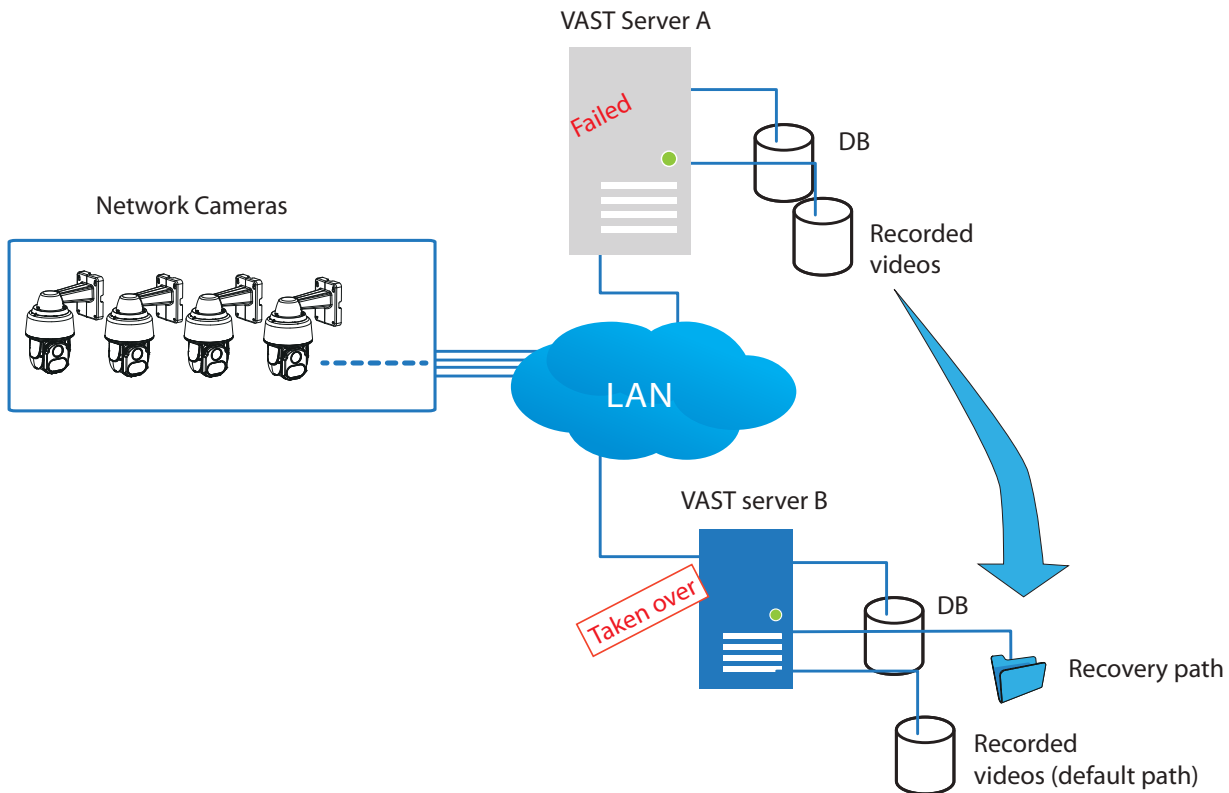 VAST Server A
Failed
DB
Network Cameras
Recorded
videos
LAN
VAST server B
Taken over
DB
Recovery path
Recorded
videos (default path)